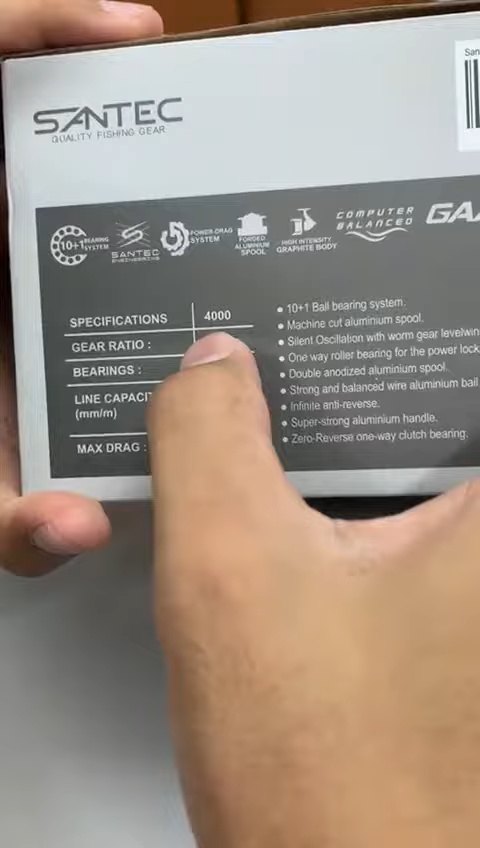 San
SANTEC
QUALITY FISHING GEAR
10+1 BEARING SYSTEM
SANTEC
ENGINEERING
POWER-DRAG
SYSTEM
FORGED
ALUMINIUM
SPOOL
HIGH INTENSITY
GRAPHITE BODY
COMPUTER
BALANCED
SPECIFICATIONS 4000
GEAR RATIO :
BEARINGS :
LINE CAPACIT
(mm/m)
MAX DRAG :
• 10+1 Ball bearing system.
• Machine cut aluminium spool.
• Silent Oscillation with worm gear levelwin
• One way roller bearing for the power lock
• Double anodized aluminium spool.
• Strong and balanced wire aluminium bail
• Infinite anti-reverse.
• Super-strong aluminium handle.
• Zero-Reverse one-way clutch bearing.